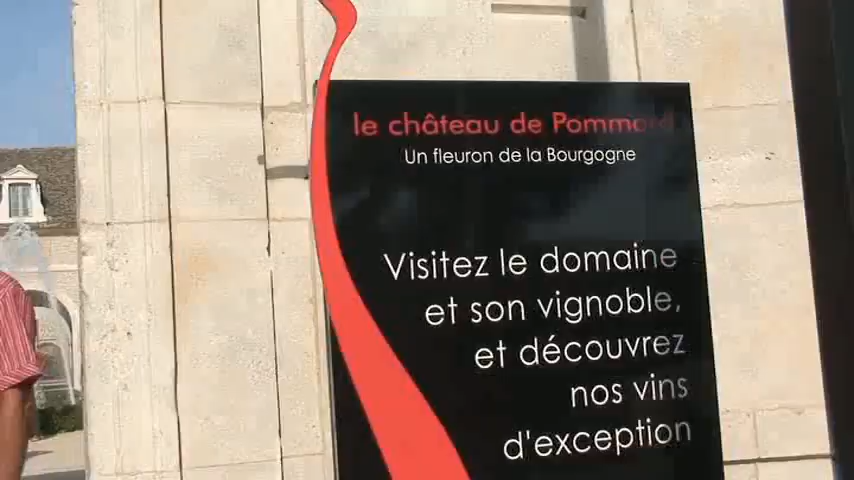 le château de Pommard
Un fleuron de la Bourgogne
Visitez le domaine
et son vignoble,
et découvrez
nos vins
d'exception